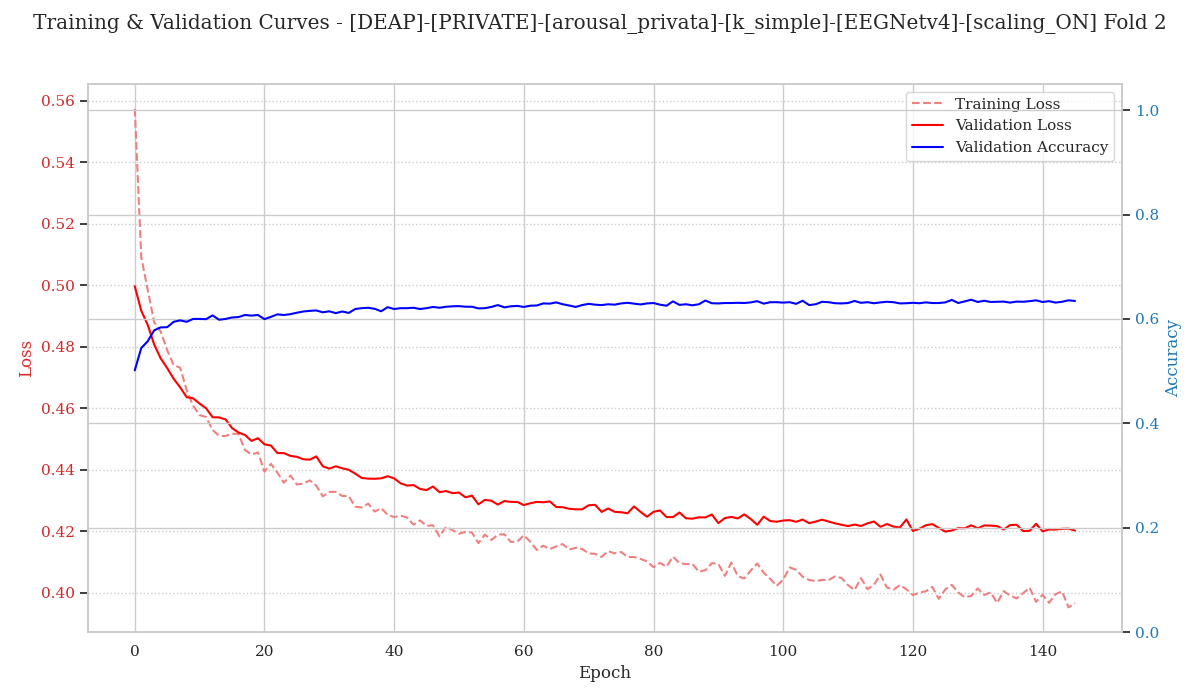 Training & Validation Curves - [DEAP]-[PRIVATE]-[arousal_privata]-[k_simple]-[EEGNetv4]-[scaling_ON] Fold 2
Training Loss
Validation Loss
Validation Accuracy
0.56
0.54
0.52
0.50
0.48
0.46
0.44
0.42
0.40
Loss
1.0
0.8
0.6
0.4
0.2
0.0
Accuracy
0 20 40 60 80 100 120 140
Epoch